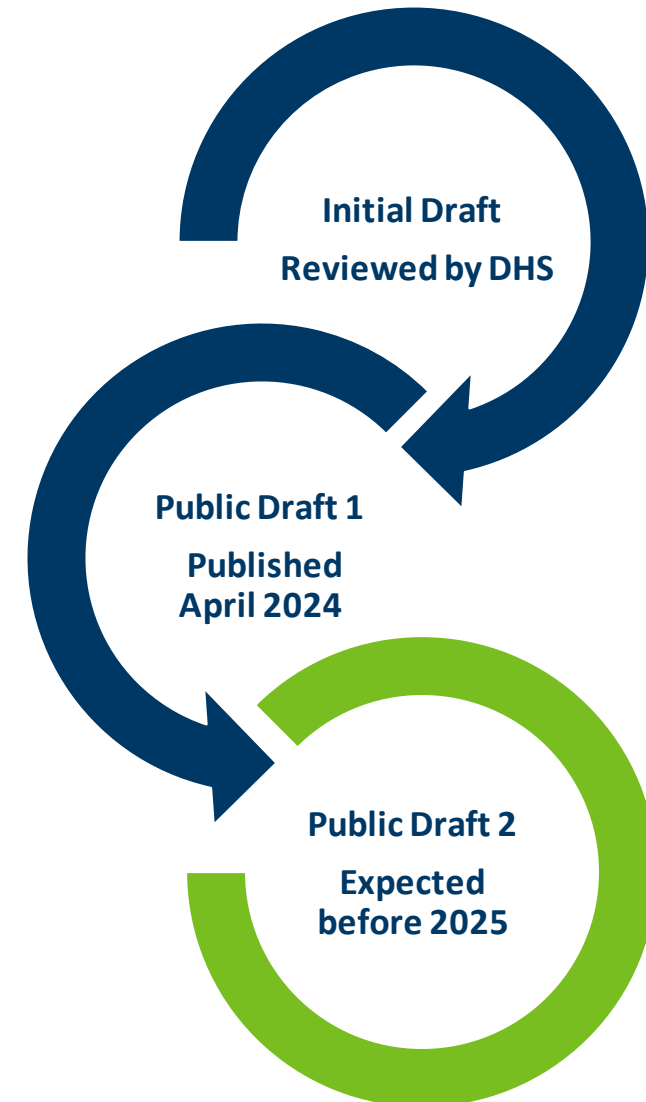 Initial Draft
Reviewed by DHS
Public Draft 1
Published
April 2024
Public Draft 2
Expected
before 2025